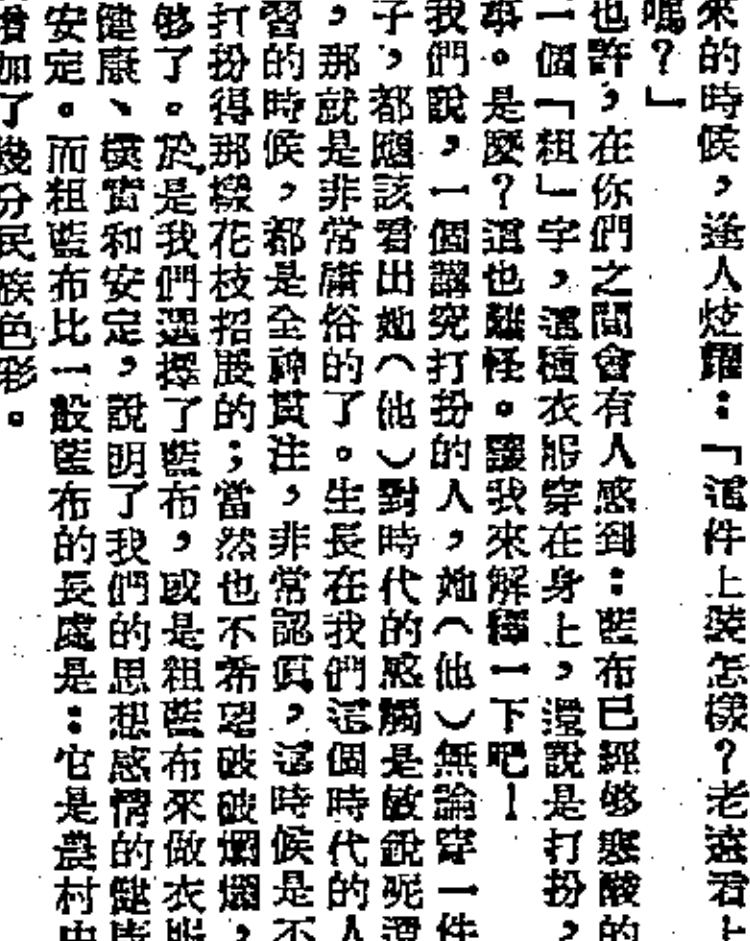 來的時候，逢人炫耀：「這件上裝怎樣？老遠看上
嗎？」
也許，在你們之間會有人感到：藍布已經够寒酸的
一個「粗」字，這種衣服穿在身上，還說是打扮，
事。是麼？這也難怪。讓我來解釋一下吧！
我們說，一個講究打扮的人，她（他）無論穿一件
子，都應該看出她（他）對時代的感觸是敏銳呢還
，那就是非常庸俗的了。生長在我們這個時代的人
習的時候，都是全神貫注，非常認眞，這時候是不
打扮得那樣花枝招展的；當然也不希望破破爛爛，
够了。於是我們選擇了藍布，或是粗藍布來做衣服
健康、樸實和安定，說明了我們的思想感情的健康
安定。而粗藍布比一般藍布的長處是：它是農村中
增加了幾分民族色彩。